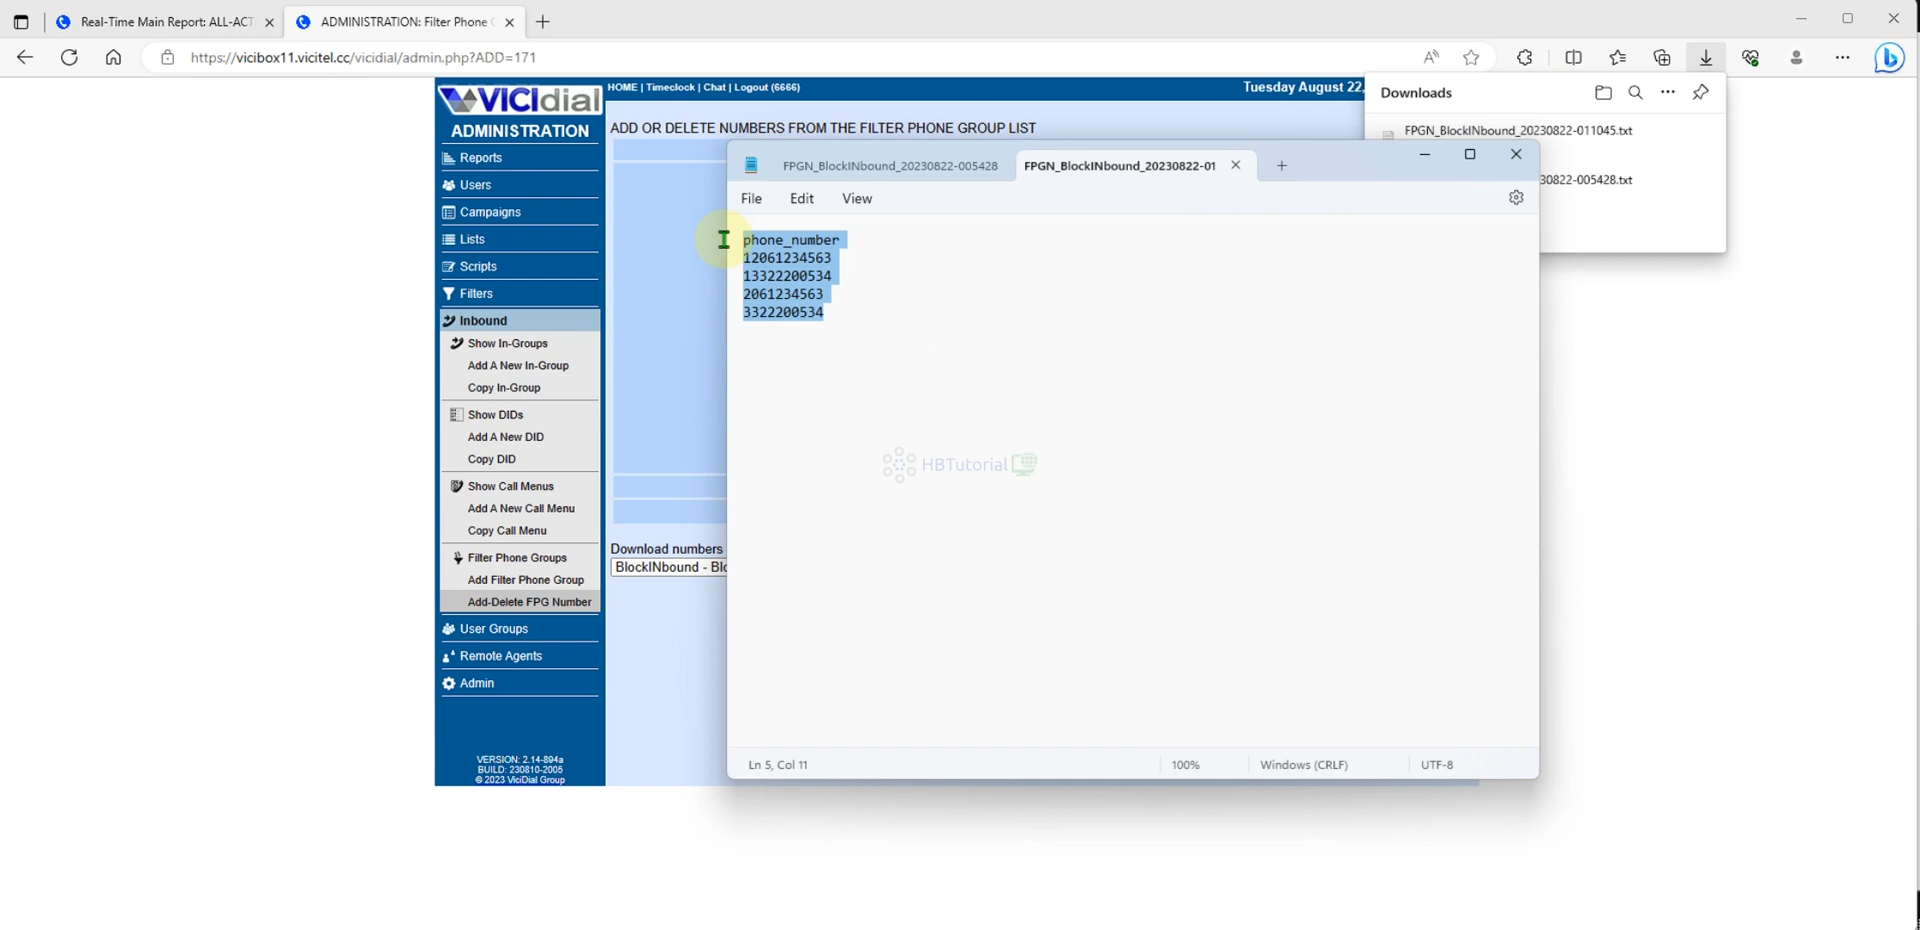 Real-Time Main Report: ALL-ACT
ADMINISTRATION: Filter Phone
https://vicibox11.vicitel.cc/vicidial/admin.php?ADD=171
VICIdial
HOME | Timeclock | Chat | Logout (6666)
Tuesday August 22,
ADMINISTRATION
ADD OR DELETE NUMBERS FROM THE FILTER PHONE GROUP LIST
Reports
Users
Campaigns
Lists
Scripts
Filters
Inbound
Show In-Groups
Add A New In-Group
Copy In-Group
Show DIDs
Add A New DID
Copy DID
Show Call Menus
Add A New Call Menu
Copy Call Menu
Filter Phone Groups
Add Filter Phone Group
Add-Delete FPG Number
User Groups
Remote Agents
Admin
VERSION: 2.14-894a
BUILD: 230810-2005
© 2023 ViciDial Group
Download numbers
BlockINbound - Blo
Downloads
FPGN_BlockINbound_20230822-011045.txt
30822-005428.txt
FPGN_BlockINbound_20230822-005428
FPGN_BlockINbound_20230822-01
File Edit View
phone_number
12061234563
13322200534
2061234563
3322200534
HBTutorial
Ln 5, Col 11
100%
Windows (CRLF)
UTF-8